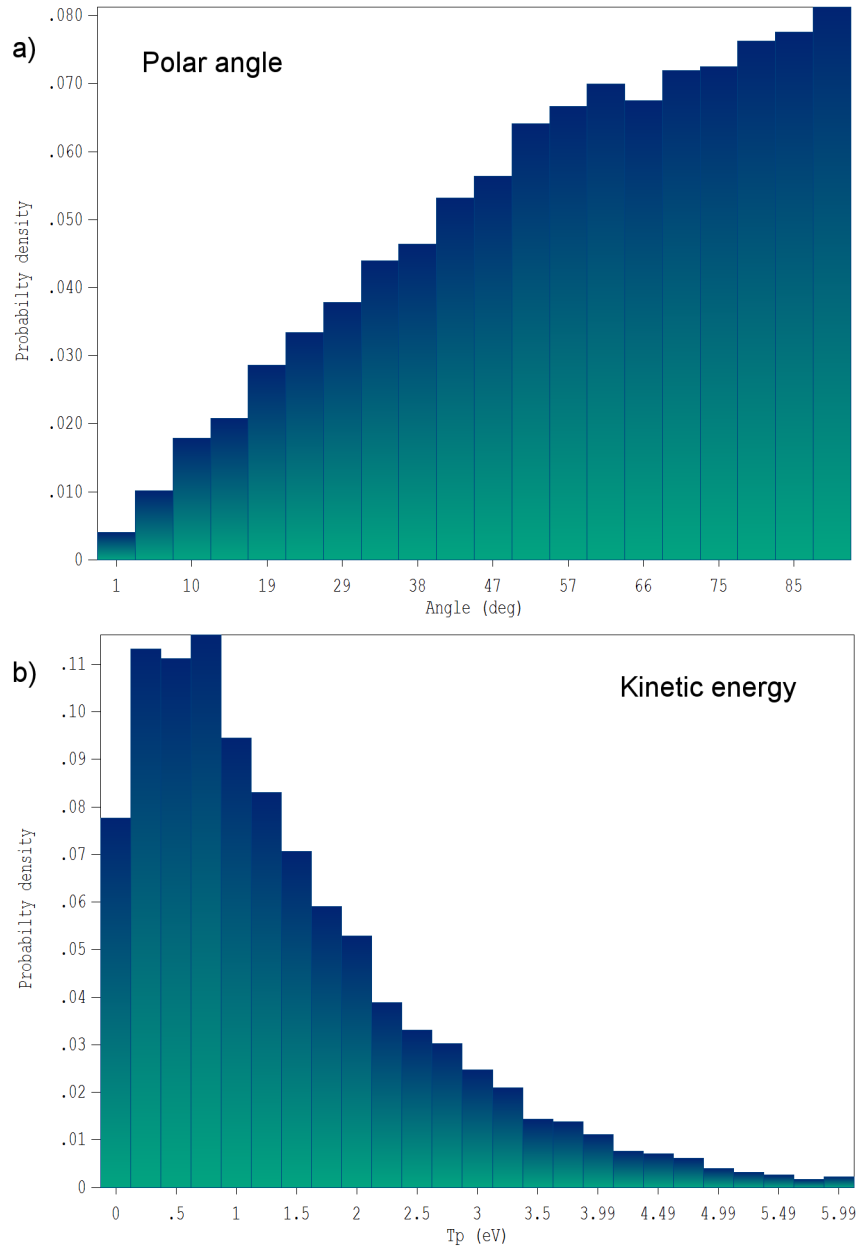 a)
Polar angle
Probabilty density
.080
.070
.060
.050
.040
.030
.020
.010
0
1 10 19 29 38 47 57 66 75 85
Angle (deg)
b)
Kinetic energy
Probabilty density
.11
.10
.09
.08
.07
.06
.05
.04
.03
.02
.01
0
0 .5 1 1.5 2 2.5 3 3.5 3.99 4.49 4.99 5.49 5.99
Tp (eV)